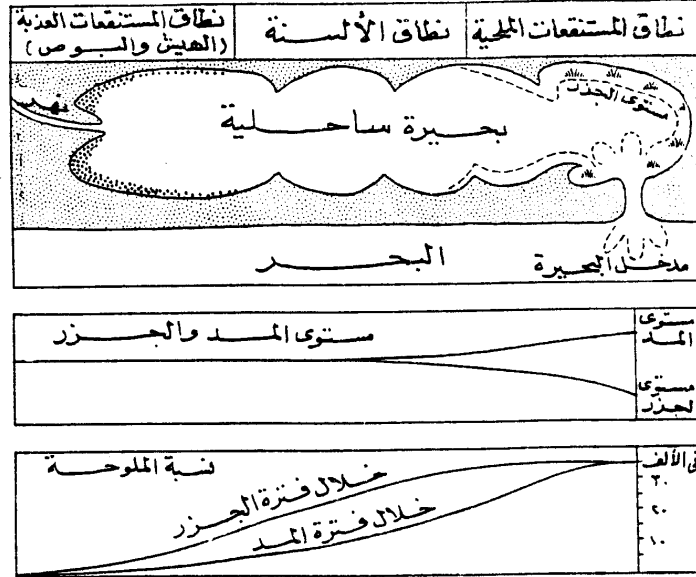 نطاق المستنقعات الملحية
نطاق الألسنة
نطاق المستنقعات العذبة
(الهيش والبوص)
نهر
بحيرة ساحلية
مستوى الجذر
البحر
مدخل البحيرة
مستوى المد والجزر
مستوى
المد
مستوى
لجزر
نسبة الملوحة
في الألف
خلال فترة الجزر
خلال فترة المد
٣٠
٢٠
١٠